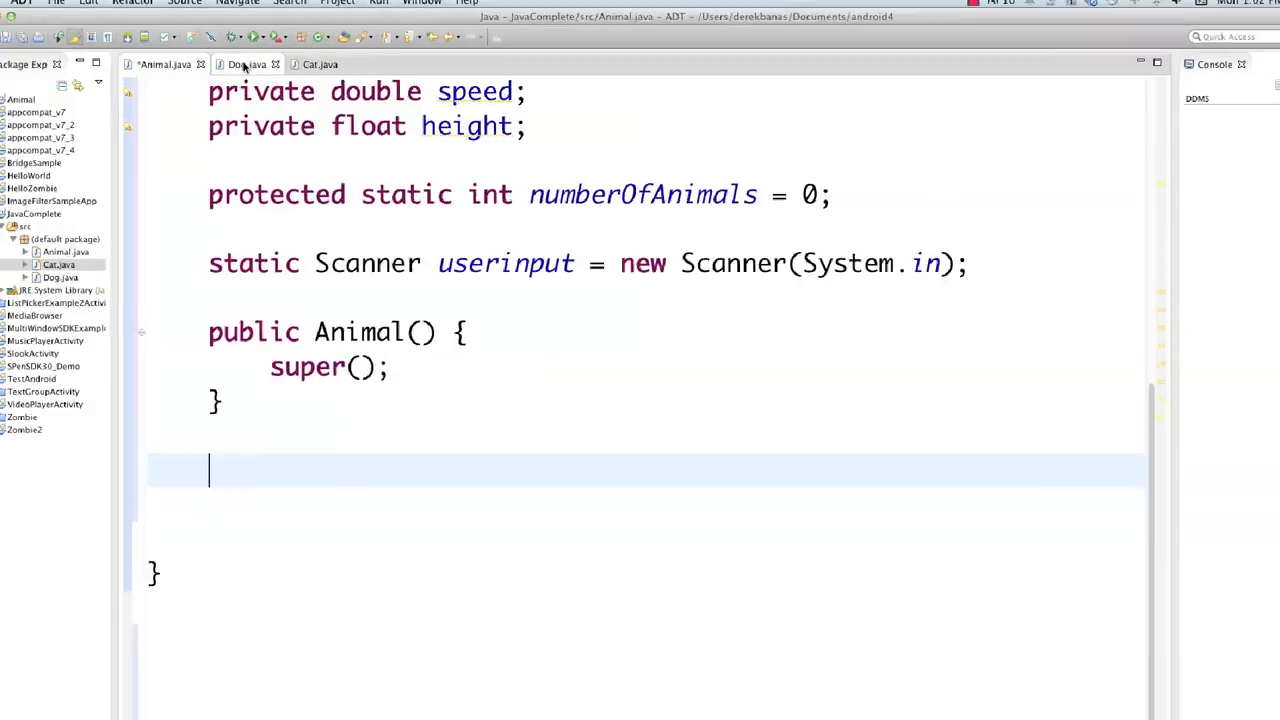 ADT File Edit Refactor Source Navigate Search Project Run Window Help
Java - JavaComplete/src/Animal.java - ADT - /Users/derekbanas/Documents/android4
Quick Access
ackage Exp
*Animal.java
Dog.java
Cat.java
Console
DDMS
Animal
appcompat_v7
appcompat_v7_2
appcompat_v7_3
appcompat_v7_4
BridgeSample
HelloWorld
HelloZombie
ImageFilterSampleApp
JavaComplete
src
(default package)
Animal.java
Cat.java
Dog.java
JRE System Library
ListPickerExample2Activi
MediaBrowser
MultiWindowSDKExample
MusicPlayerActivity
SlookActivity
SPenSDK30_Demo
TestAndroid
TextGroupActivity
VideoPlayerActivity
Zombie
Zombie2
private double speed;
private float height;
protected static int numberOfAnimals = 0;
static Scanner userinput = new Scanner(System.in);
public Animal() {
super();
}
}